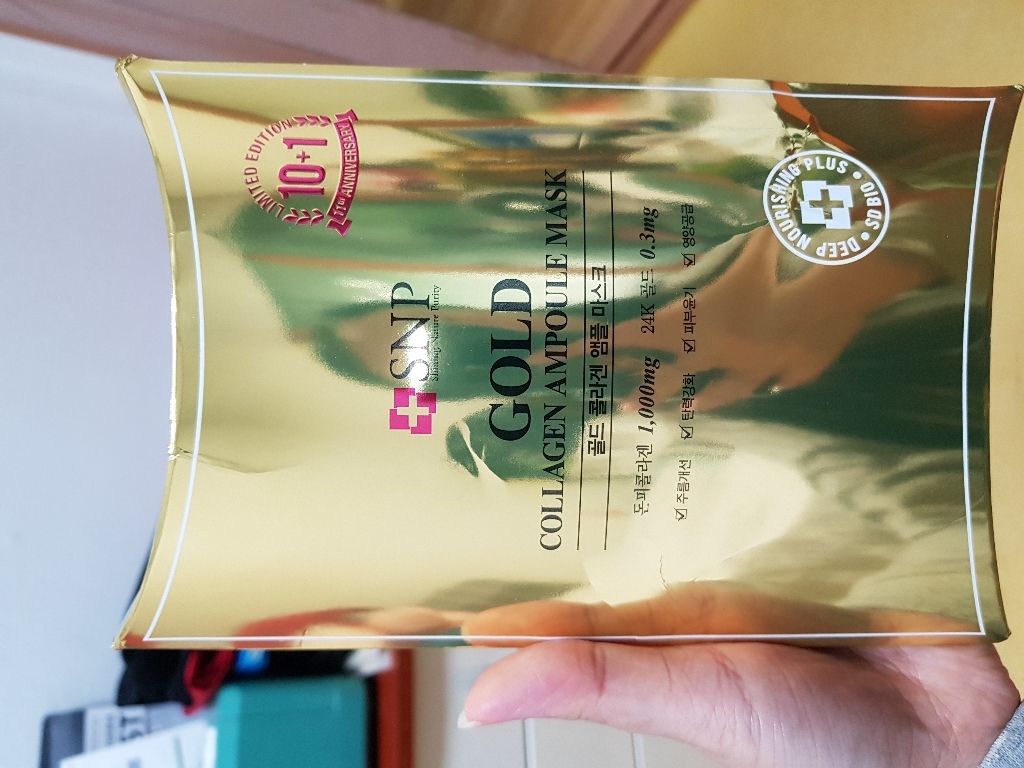 LIMITED EDITION
10+1
11ST ANNIVERSARY
SNP
Shining Nature Purity
GOLD
COLLAGEN AMPOULE MASK
골드 콜라겐 앰플 마스크
돈피콜라겐 1,000mg 24K 골드 0.3mg
☑ 주름개선 ☑ 탄력강화 ☑ 피부윤기 ☑ 영양공급
DEEP NOURISHING PLUS • SD BIO •